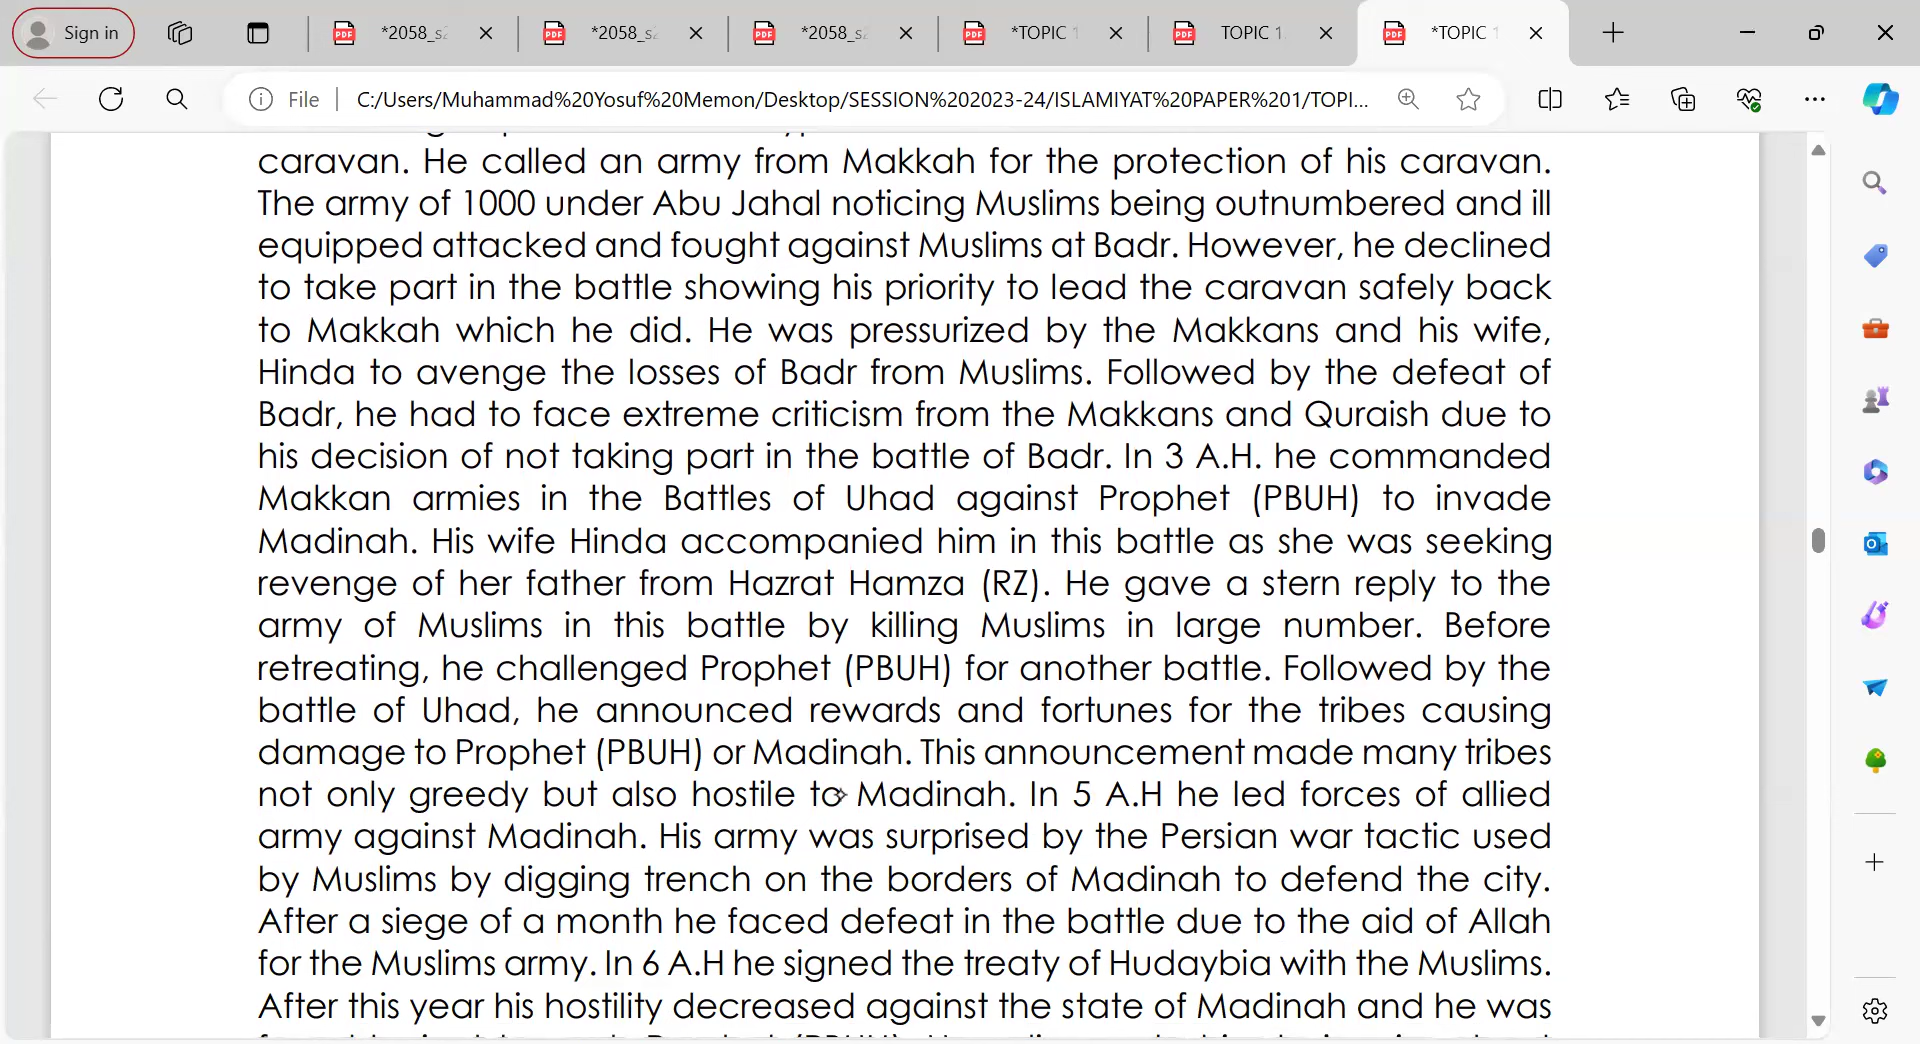 Sign in
*2058_s2
*2058_s2
*2058_s2
*TOPIC 1
TOPIC 1
*TOPIC 1
File
C:/Users/Muhammad%20Yosuf%20Memon/Desktop/SESSION%202023-24/ISLAMIYAT%20PAPER%201/TOPI...
caravan. He called an army from Makkah for the protection of his caravan.
The army of 1000 under Abu Jahal noticing Muslims being outnumbered and ill
equipped attacked and fought against Muslims at Badr. However, he declined
to take part in the battle showing his priority to lead the caravan safely back
to Makkah which he did. He was pressurized by the Makkans and his wife,
Hinda to avenge the losses of Badr from Muslims. Followed by the defeat of
Badr, he had to face extreme criticism from the Makkans and Quraish due to
his decision of not taking part in the battle of Badr. In 3 A.H. he commanded
Makkan armies in the Battles of Uhad against Prophet (PBUH) to invade
Madinah. His wife Hinda accompanied him in this battle as she was seeking
revenge of her father from Hazrat Hamza (RZ). He gave a stern reply to the
army of Muslims in this battle by killing Muslims in large number. Before
retreating, he challenged Prophet (PBUH) for another battle. Followed by the
battle of Uhad, he announced rewards and fortunes for the tribes causing
damage to Prophet (PBUH) or Madinah. This announcement made many tribes
not only greedy but also hostile to Madinah. In 5 A.H he led forces of allied
army against Madinah. His army was surprised by the Persian war tactic used
by Muslims by digging trench on the borders of Madinah to defend the city.
After a siege of a month he faced defeat in the battle due to the aid of Allah
for the Muslims army. In 6 A.H he signed the treaty of Hudaybia with the Muslims.
After this year his hostility decreased against the state of Madinah and he was